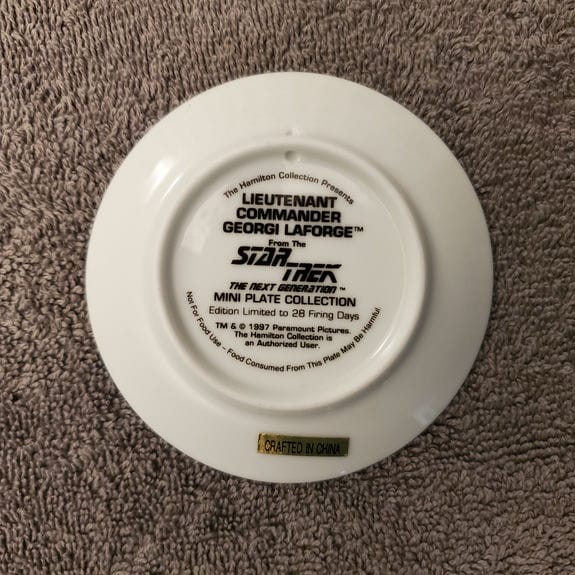 The Hamilton Collection Presents
LIEUTENANT
COMMANDER
GEORGI LAFORGE™
From The
STAR
TREK
THE NEXT GENERATION™
MINI PLATE COLLECTION
Edition Limited to 28 Firing Days
TM & © 1997 Paramount Pictures.
The Hamilton Collection is
an Authorized User.
Not For Food Use – Food Consumed From This Plate May Be Harmful
CRAFTED IN CHINA